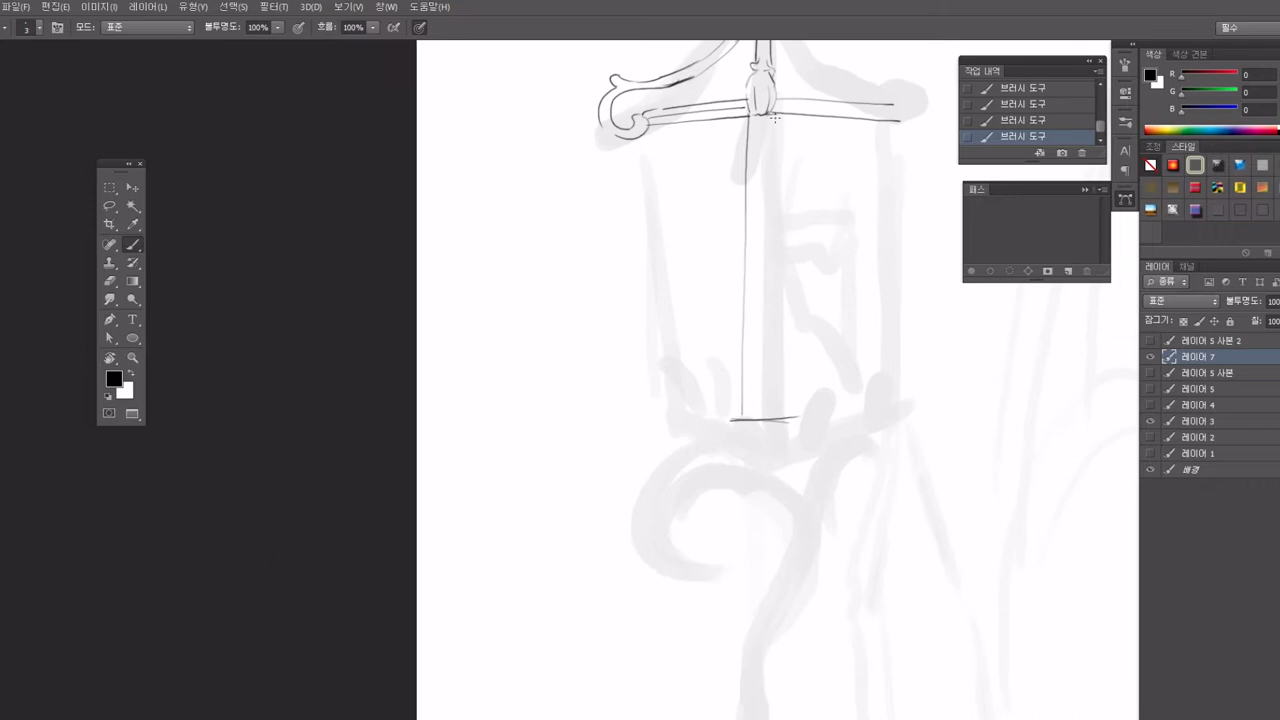 파일(F) 편집(E) 이미지(I) 레이어(L) 유형(Y) 선택(S) 필터(T) 3D(D) 보기(V) 창(W) 도움말(H)
3 모드: 표준 불투명도: 100% 흐름: 100% 필수
색상 색상 견본
R 0
G 0
B 0
작업 내역
브러시 도구
브러시 도구
브러시 도구
브러시 도구
조정 스타일
패스
레이어 채널
종류
표준 불투명도: 100
잠그기: 칠: 100
레이어 5 사본 2
레이어 7
레이어 5 사본
레이어 5
레이어 4
레이어 3
레이어 2
레이어 1
배경